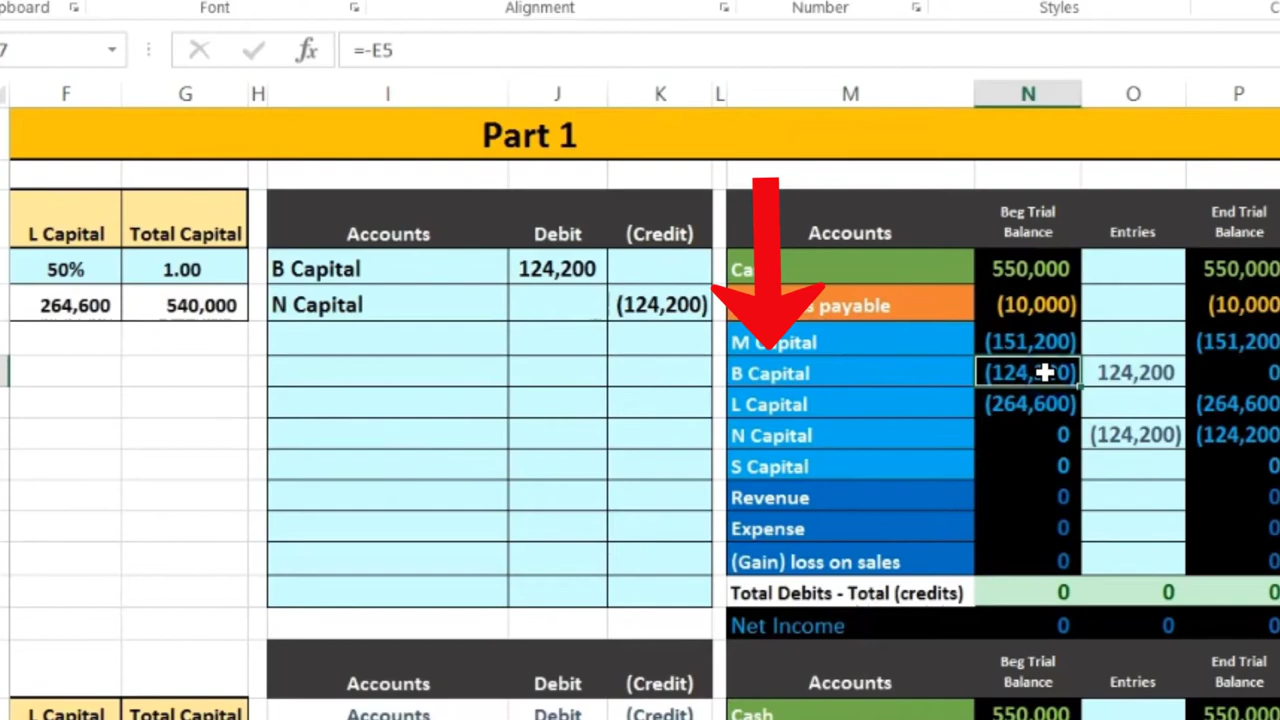 Font Alignment Number Styles
7 fx =-E5
F G H I J K L M N O P
Part 1
L Capital Total Capital Accounts Debit (Credit) Accounts Beg Trial Balance Entries End Trial Balance
50% 1.00 B Capital 124,200 550,000 550,000
264,600 540,000 N Capital (124,200) payable (10,000) (10,000
M Capital (151,200) (151,200
B Capital 124,200 0
L Capital (264,600) (264,600
N Capital 0 (124,200) (124,200
S Capital 0 0
Revenue 0 0
Expense 0 0
(Gain) loss on sales 0 0
Total Debits - Total (credits) 0 0 0
Net Income 0 0 0
Accounts Debit (Credit) Accounts Beg Trial Balance Entries End Trial Balance
L Capital Total Capital Accounts Debit (Credit) Cash 550,000 550,000